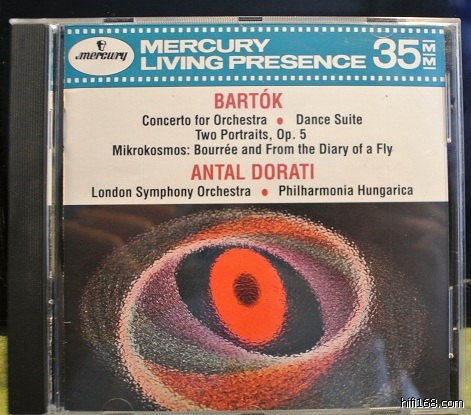 mercury
MERCURY
LIVING PRESENCE
35MM
BARTÓK
Concerto for Orchestra • Dance Suite
Two Portraits, Op. 5
Mikrokosmos: Bourrée and From the Diary of a Fly
ANTAL DORATI
London Symphony Orchestra • Philharmonia Hungarica
hifi168.com